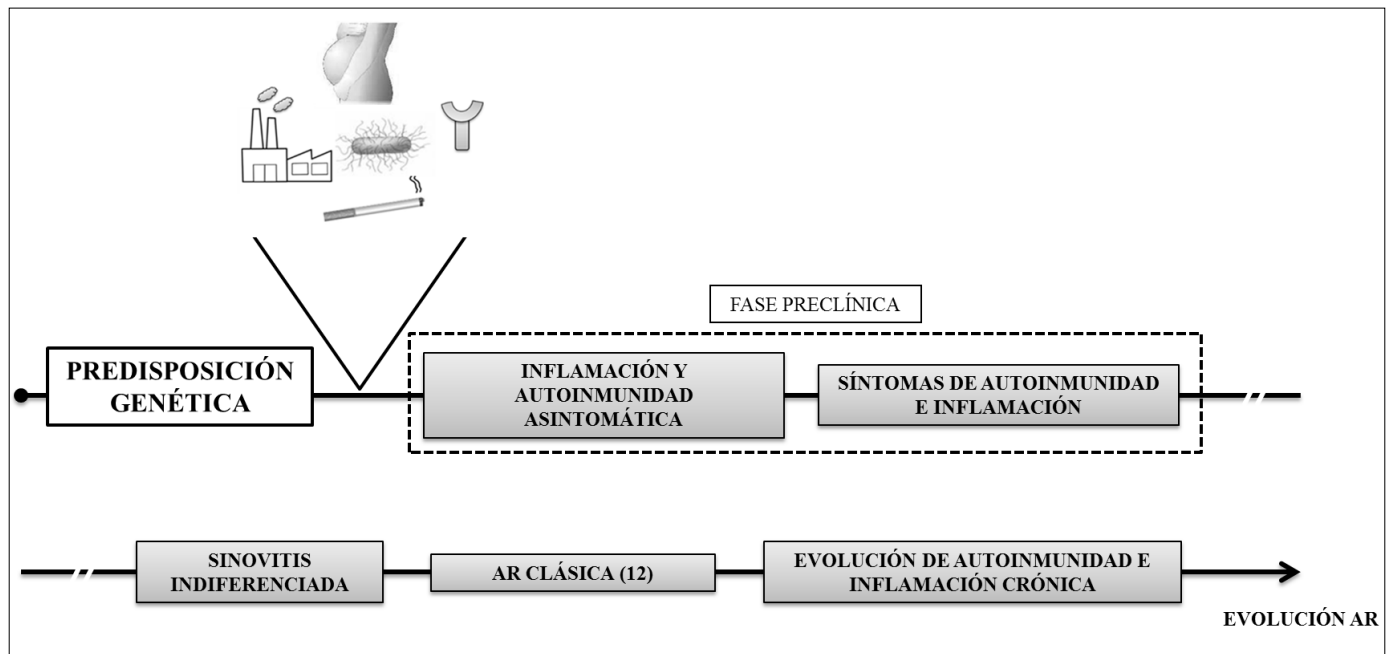 FASE PRECLÍNICA
PREDISPOSICIÓN
GENÉTICA
INFLAMACIÓN Y
AUTOINMUNIDAD
ASINTOMÁTICA
SÍNTOMAS DE AUTOINMUNIDAD
E INFLAMACIÓN
SINOVITIS
INDIFERENCIADA
AR CLÁSICA (12)
EVOLUCIÓN DE AUTOINMUNIDAD E
INFLAMACIÓN CRÓNICA
EVOLUCIÓN AR